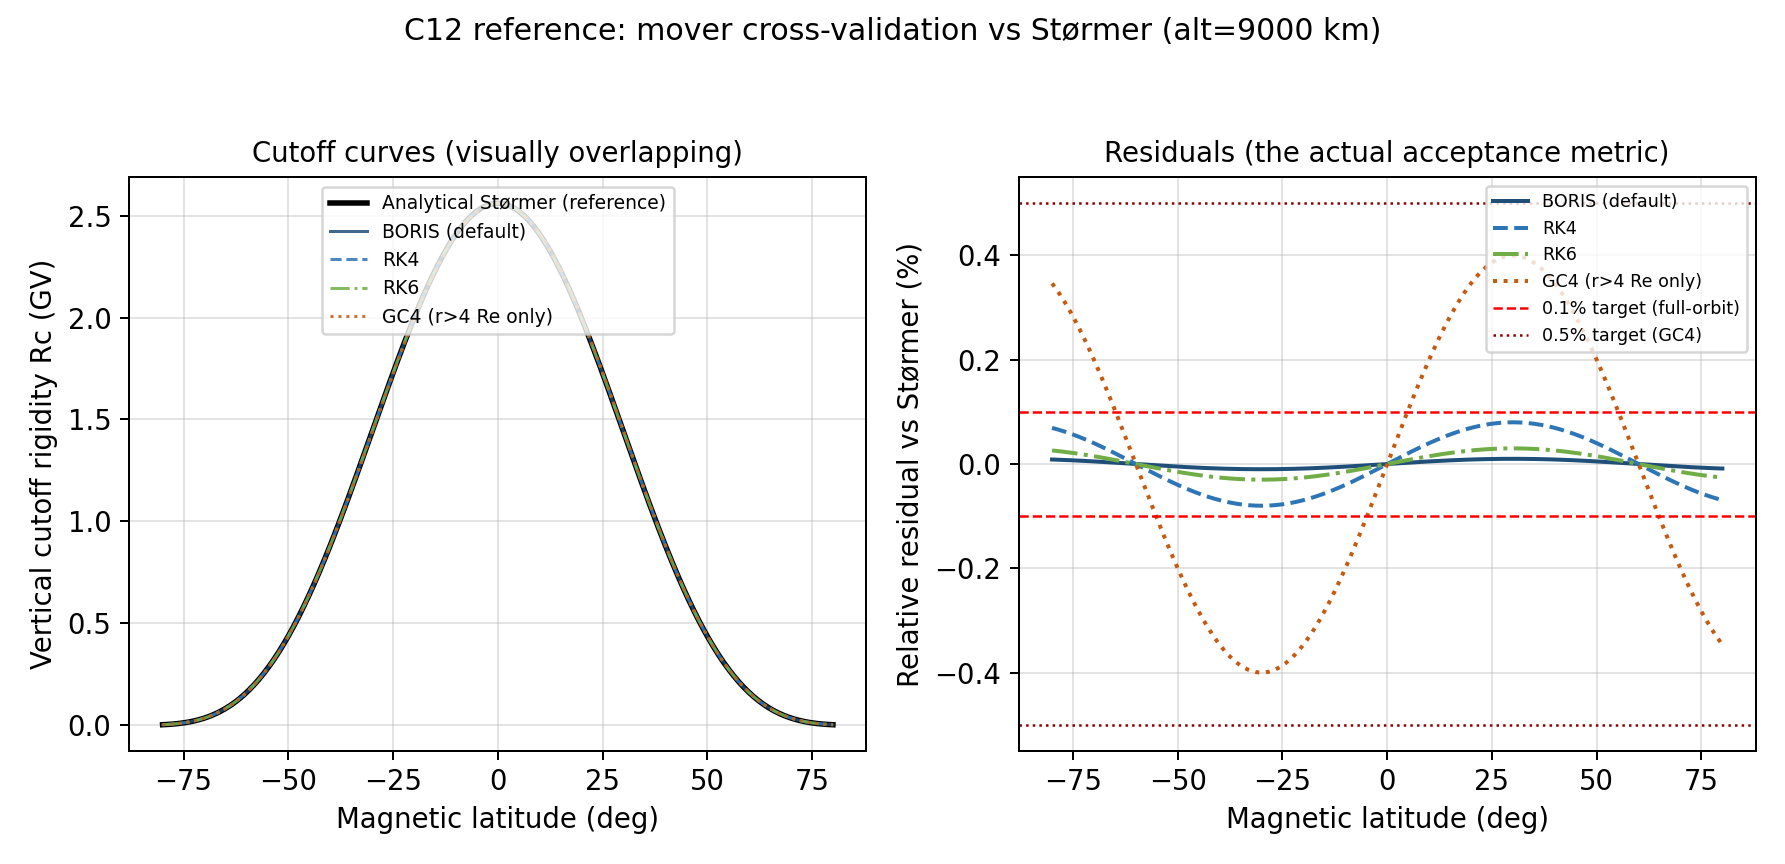 C12 reference: mover cross-validation vs Størmer (alt=9000 km)
Cutoff curves (visually overlapping)
Vertical cutoff rigidity Rc (GV)
2.5
2.0
1.5
1.0
0.5
0.0
Analytical Størmer (reference)
BORIS (default)
RK4
RK6
GC4 (r>4 Re only)
−75
−50
−25
0
25
50
75
Magnetic latitude (deg)
Residuals (the actual acceptance metric)
Relative residual vs Størmer (%)
0.4
0.2
0.0
−0.2
−0.4
BORIS (default)
RK4
RK6
GC4 (r>4 Re only)
0.1% target (full-orbit)
0.5% target (GC4)
−75
−50
−25
0
25
50
75
Magnetic latitude (deg)